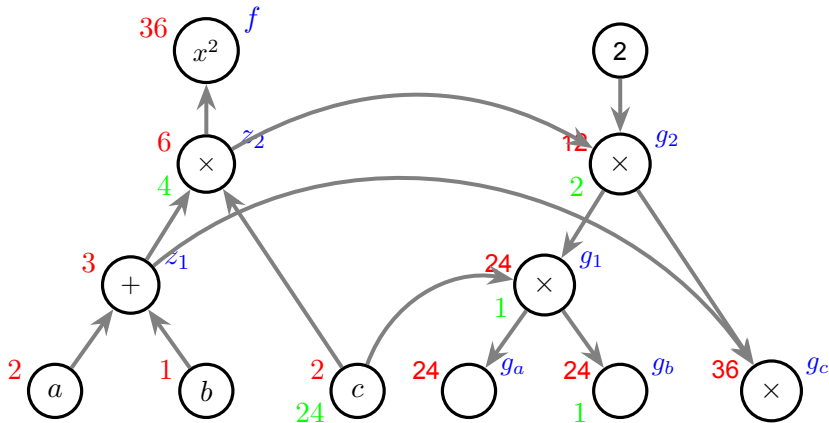 36 x² f 2
6 × z₂ 12 × g₂
4 2
3 + z₁ 24 × g₁
1
2 a 1 b 2 c 24 gₐ 24 g_b 36 × g_c
24 1